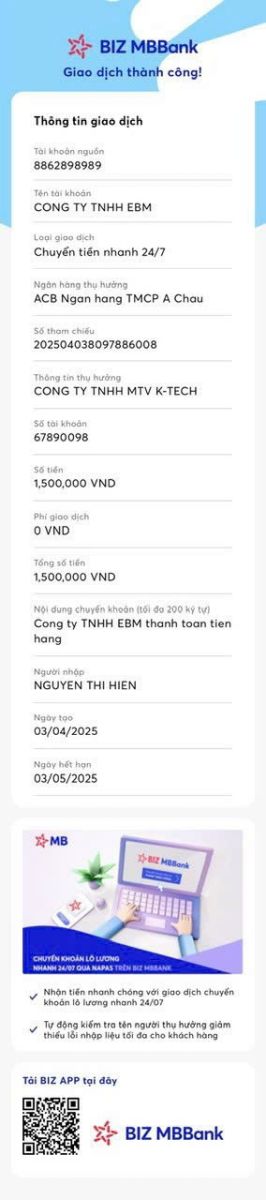 BIZ MBBank
Giao dịch thành công!
Thông tin giao dịch
Tài khoản nguồn
8862898989
Tên tài khoản
CONG TY TNHH EBM
Loại giao dịch
Chuyển tiền nhanh 24/7
Ngân hàng thụ hưởng
ACB Ngan hang TMCP A Chau
Số tham chiếu
202504038097886008
Thông tin thụ hưởng
CONG TY TNHH MTV K-TECH
Số tài khoản
67890098
Số tiền
1,500,000 VND
Phí giao dịch
0 VND
Tổng số tiền
1,500,000 VND
Nội dung chuyển khoản (tối đa 200 ký tự)
Cong ty TNHH EBM thanh toan tien
hang
Người nhập
NGUYEN THI HIEN
Ngày tạo
03/04/2025
Ngày hết hạn
03/05/2025
MB
BIZ MBBank
CHUYỂN KHOẢN LÔ LƯƠNG
NHANH 24/07 QUA NAPAS TRÊN BIZ MBBANK
Nhận tiền nhanh chóng với giao dịch chuyển
khoản lô lương nhanh 24/07
Tự động kiểm tra tên người thụ hưởng giảm
thiểu lỗi nhập liệu tối đa cho khách hàng
Tải BIZ APP tại đây
BIZ MBBank